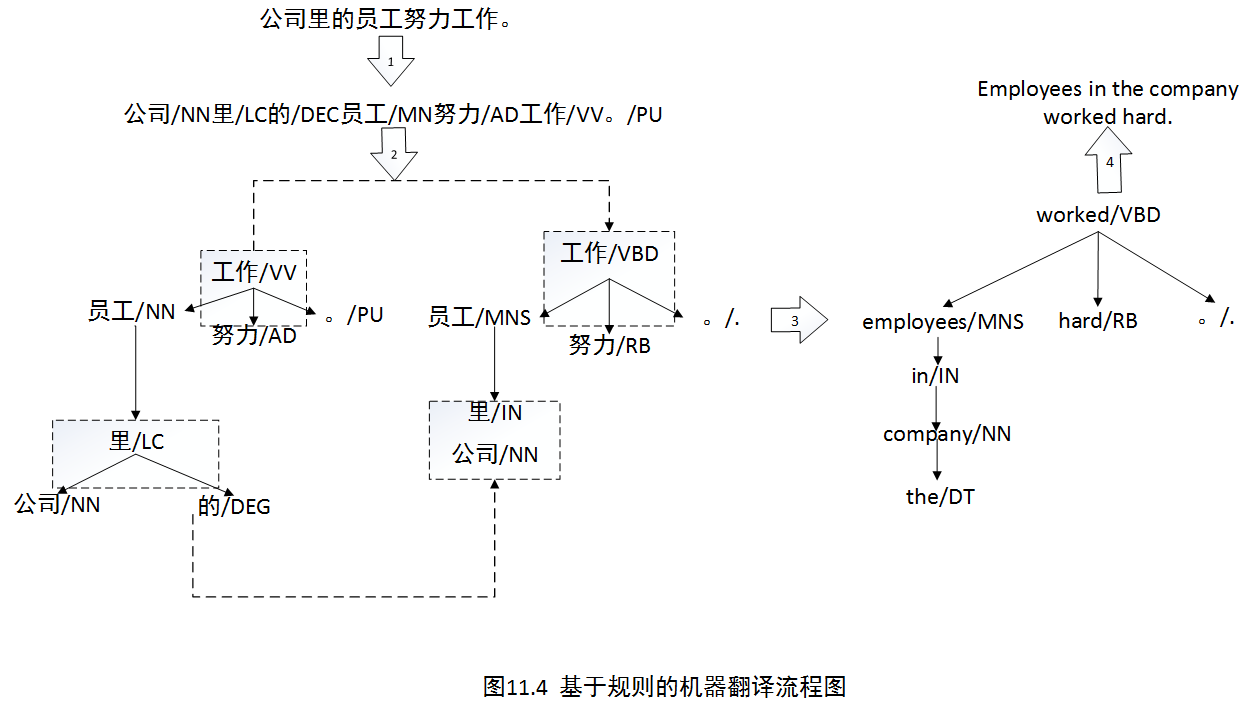 公司里的员工努力工作。
1
公司/NN里/LC的/DEC员工/MN努力/AD工作/VV。/PU
2
工作/VV
员工/NN
努力/AD
。/PU
里/LC
公司/NN
的/DEG
工作/VBD
员工/MNS
努力/RB
。/.
里/IN
公司/NN
3
Employees in the company
worked hard.
4
worked/VBD
employees/MNS
hard/RB
。/.
in/IN
company/NN
the/DT
图11.4 基于规则的机器翻译流程图